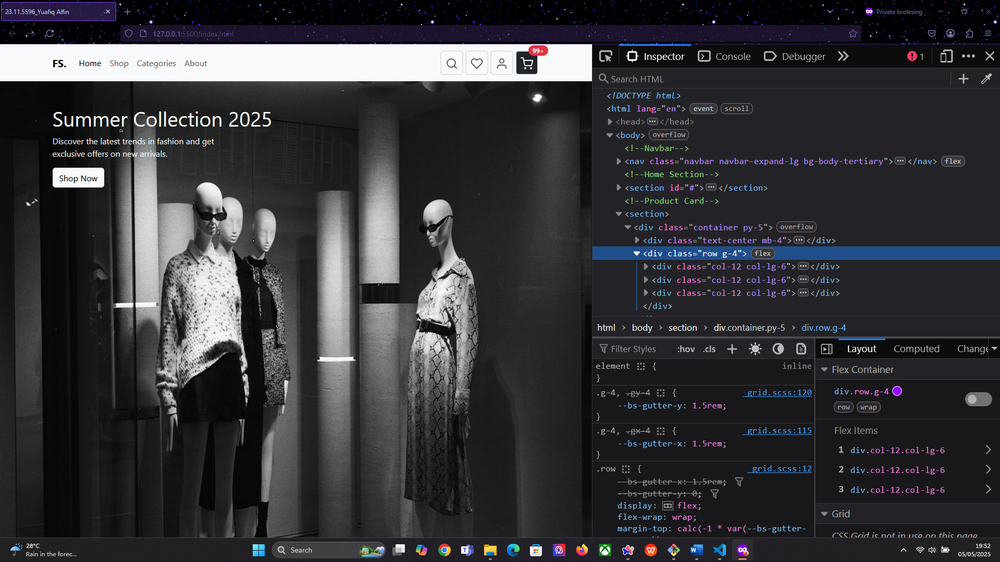 23.11.5596_Yuafiq Alfin
Private browsing
127.0.0.1:5500/index.html
FS.
Home
Shop
Categories
About
99+
Summer Collection 2025
Discover the latest trends in fashion and get
exclusive offers on new arrivals.
Shop Now
Inspector
Console
Debugger
1
Search HTML
<!DOCTYPE html>
<html lang="en"> event scroll
<head> ••• </head>
<body> overflow
<!--Navbar-->
<nav class="navbar navbar-expand-lg bg-body-tertiary"> ••• </nav> flex
<!--Home Section-->
<section id="#"> ••• </section>
<!--Product Card-->
<section>
<div class="container py-5"> overflow
<div class="text-center mb-4"> ••• </div>
<div class="row g-4"> flex
<div class="col-12 col-lg-6"> ••• </div>
<div class="col-12 col-lg-6"> ••• </div>
<div class="col-12 col-lg-6"> ••• </div>
</div>
html > body > section > div.container.py-5 > div.row.g-4
Filter Styles
:hov .cls
element { inline
}
.g-4, .gy-4 { _grid.scss:120
--bs-gutter-y: 1.5rem;
}
.g-4, .gx-4 { _grid.scss:115
--bs-gutter-x: 1.5rem;
}
.row { _grid.scss:12
--bs-gutter-x: 1.5rem;
--bs-gutter-y: 0;
display: flex;
flex-wrap: wrap;
margin-top: calc(-1 * var(--bs-gutter-
Layout
Computed
Change
Flex Container
div.row.g-4
row wrap
Flex Items
1 div.col-12.col-lg-6
2 div.col-12.col-lg-6
3 div.col-12.col-lg-6
Grid
CSS Grid is not in use on this page
28°C
Rain in the forec...
Search
19:52
05/05/2025